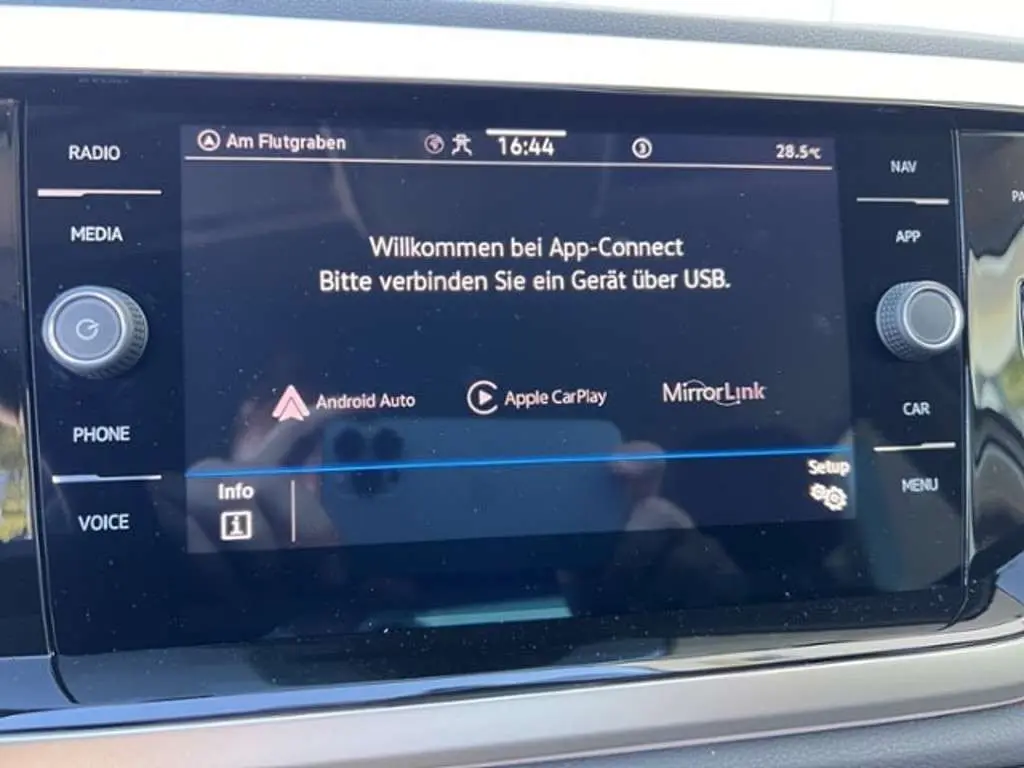 RADIO
MEDIA
PHONE
VOICE
Am Flutgraben
16:44
3
28.5°C
Willkommen bei App-Connect
Bitte verbinden Sie ein Gerät über USB.
Android Auto
Apple CarPlay
MirrorLink
Info
i
Setup
NAV
APP
CAR
MENU